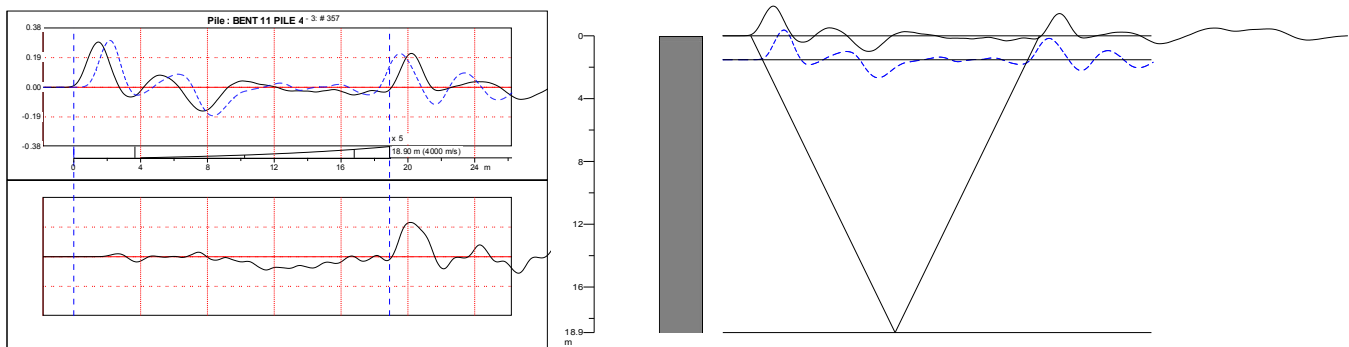 Pile : BENT 11 PILE 4 - 3: # 357
0.38
0.19
0.00
-0.19
-0.38
x 5
18.90 m (4000 m/s)
0 4 8 12 16 20 24 m
0
4
8
12
16
18.9
m